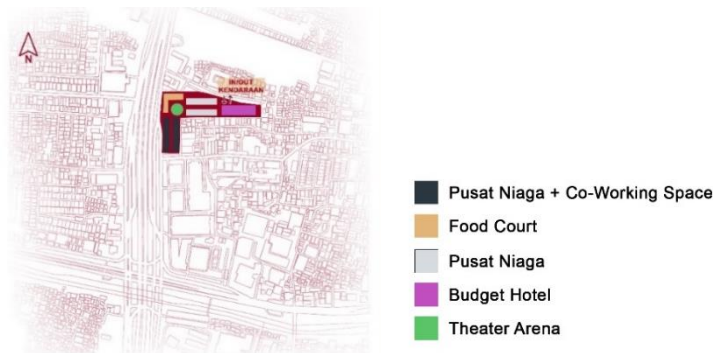 N
IN/OUT
KENDARAAN
Pusat Niaga + Co-Working Space
Food Court
Pusat Niaga
Budget Hotel
Theater Arena